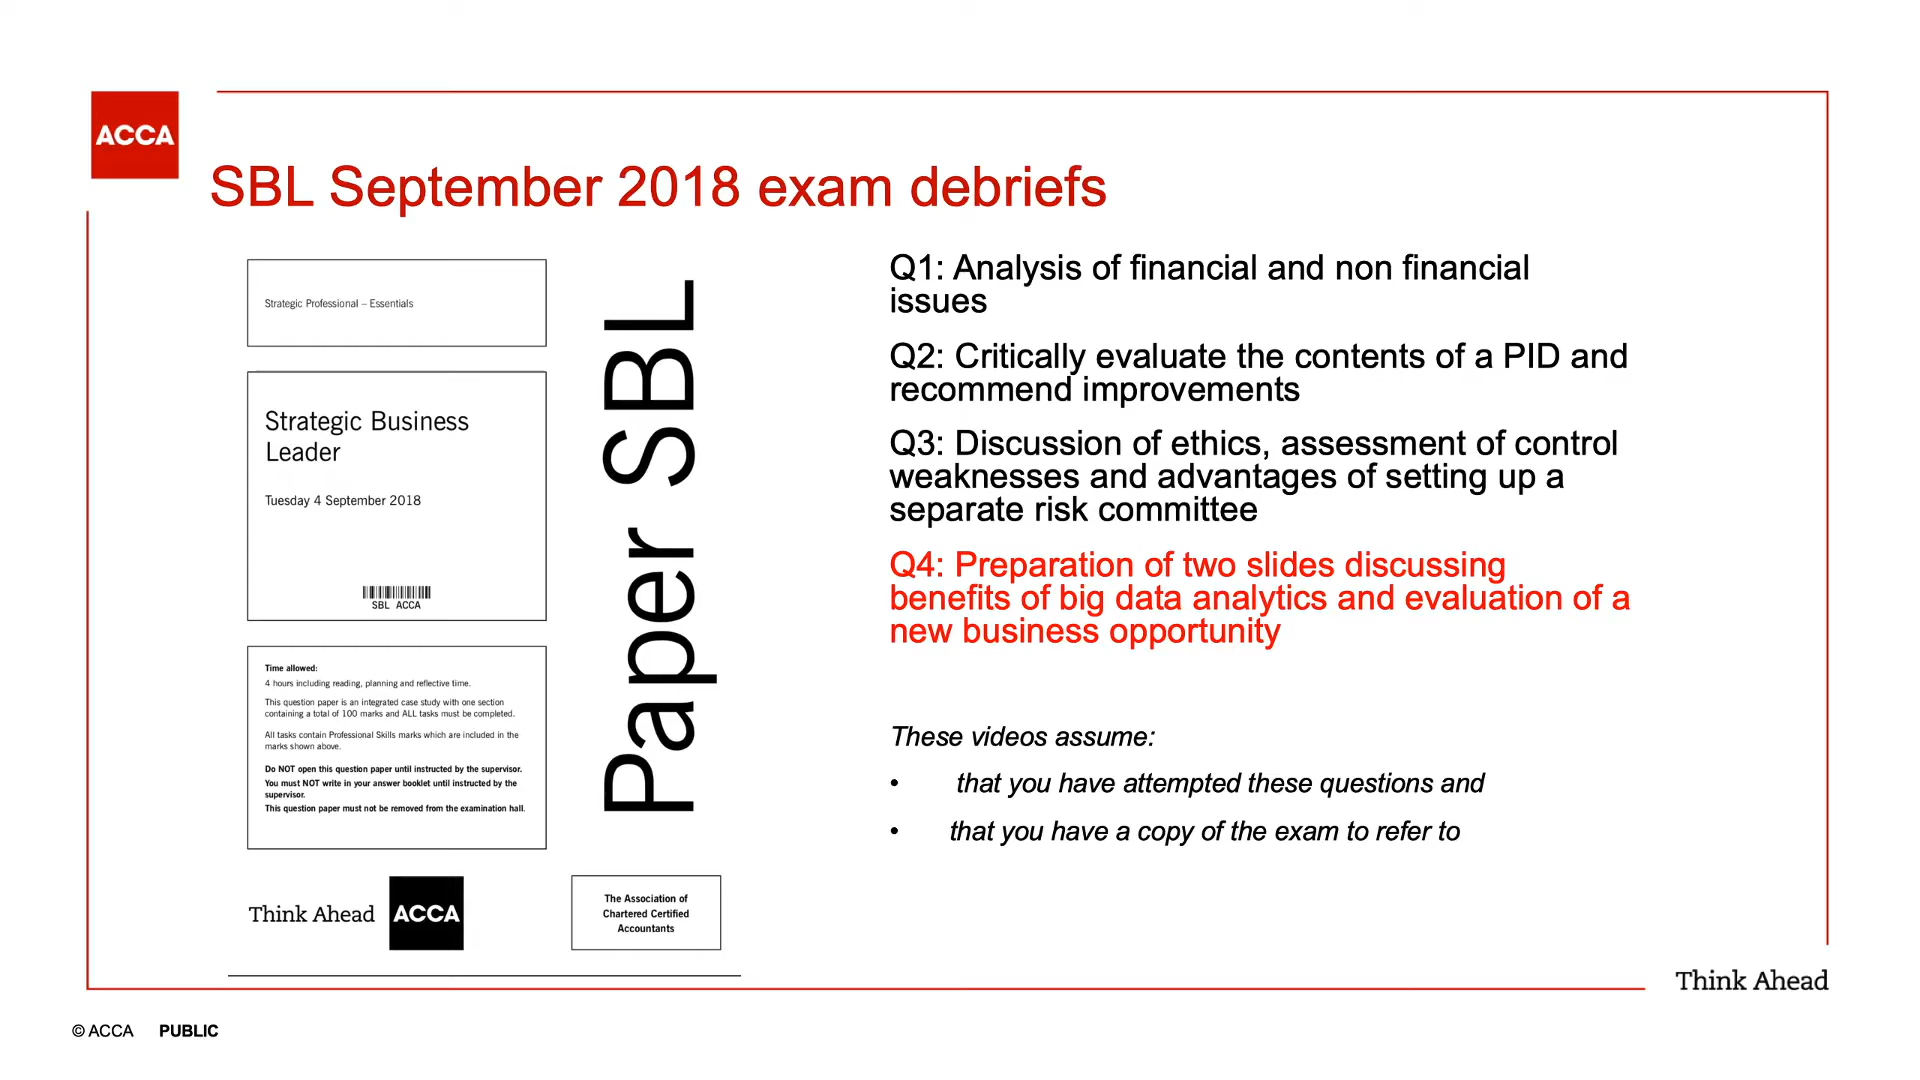 ACCA
SBL September 2018 exam debriefs
Strategic Professional – Essentials
Strategic Business
Leader
Tuesday 4 September 2018
SBL ACCA
Time allowed:
4 hours including reading, planning and reflective time.
This question paper is an integrated case study with one section
containing a total of 100 marks and ALL tasks must be completed.
All tasks contain Professional Skills marks which are included in the
marks shown above.
Do NOT open this question paper until instructed by the supervisor.
You must NOT write in your answer booklet until instructed by the
supervisor.
This question paper must not be removed from the examination hall.
Paper SBL
Think Ahead ACCA
The Association of
Chartered Certified
Accountants
Q1: Analysis of financial and non financial
issues
Q2: Critically evaluate the contents of a PID and
recommend improvements
Q3: Discussion of ethics, assessment of control
weaknesses and advantages of setting up a
separate risk committee
Q4: Preparation of two slides discussing
benefits of big data analytics and evaluation of a
new business opportunity
These videos assume:
• that you have attempted these questions and
• that you have a copy of the exam to refer to
Think Ahead
© ACCA PUBLIC